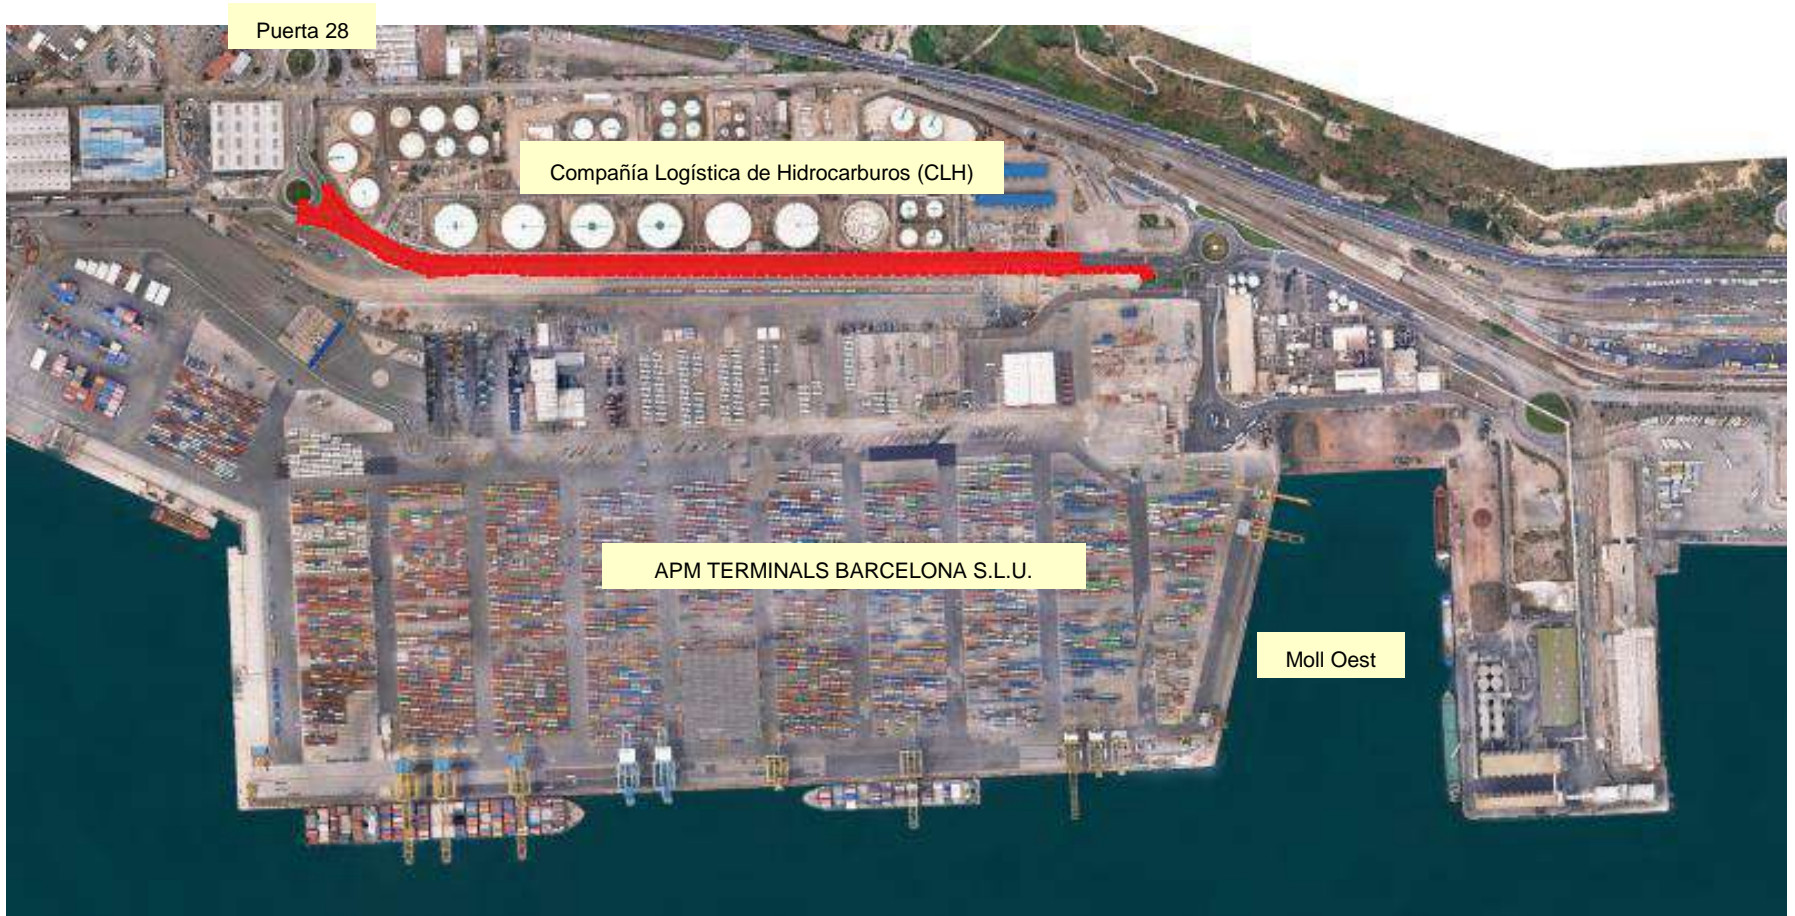 Puerta 28
Compañía Logística de Hidrocarburos (CLH)
APM TERMINALS BARCELONA S.L.U.
Moll Oest